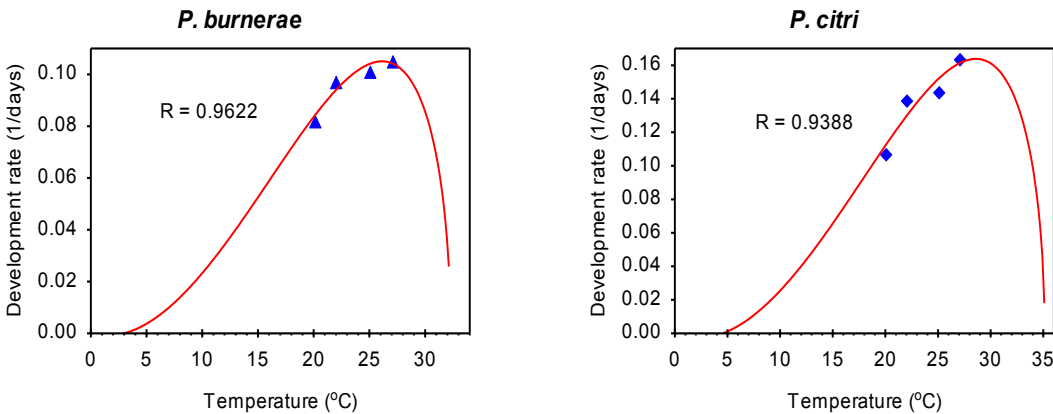 P. burnerae
Development rate (1/days)
0.10
0.08
0.06
0.04
0.02
0.00
R = 0.9622
0 5 10 15 20 25 30
Temperature (°C)
P. citri
Development rate (1/days)
0.16
0.14
0.12
0.10
0.08
0.06
0.04
0.02
0.00
R = 0.9388
0 5 10 15 20 25 30 35
Temperature (°C)